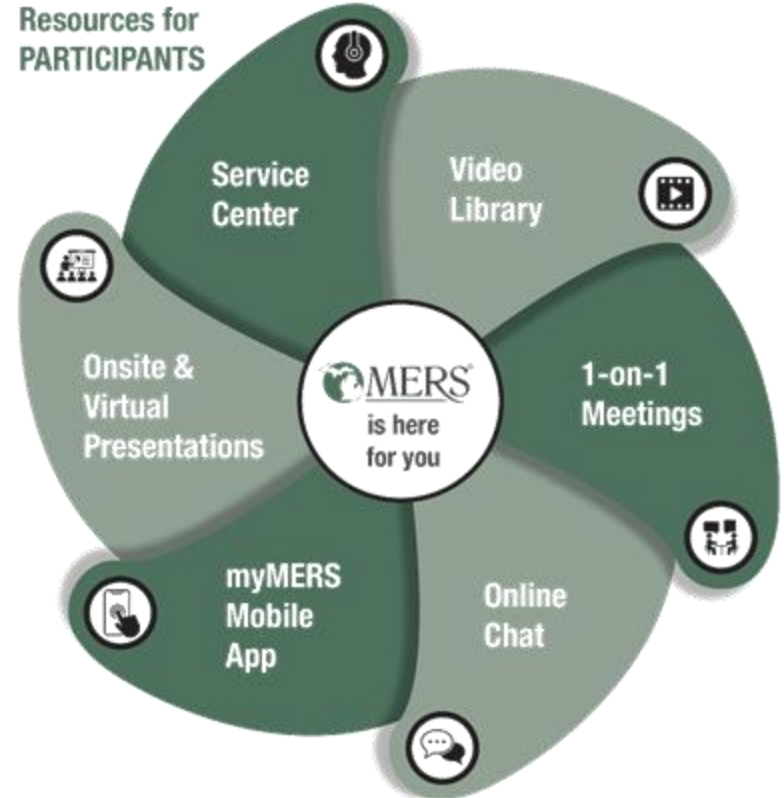 Resources for
PARTICIPANTS
Service
Center
Video
Library
1-on-1
Meetings
Online
Chat
myMERS
Mobile
App
Onsite &
Virtual
Presentations
MERS
is here
for you